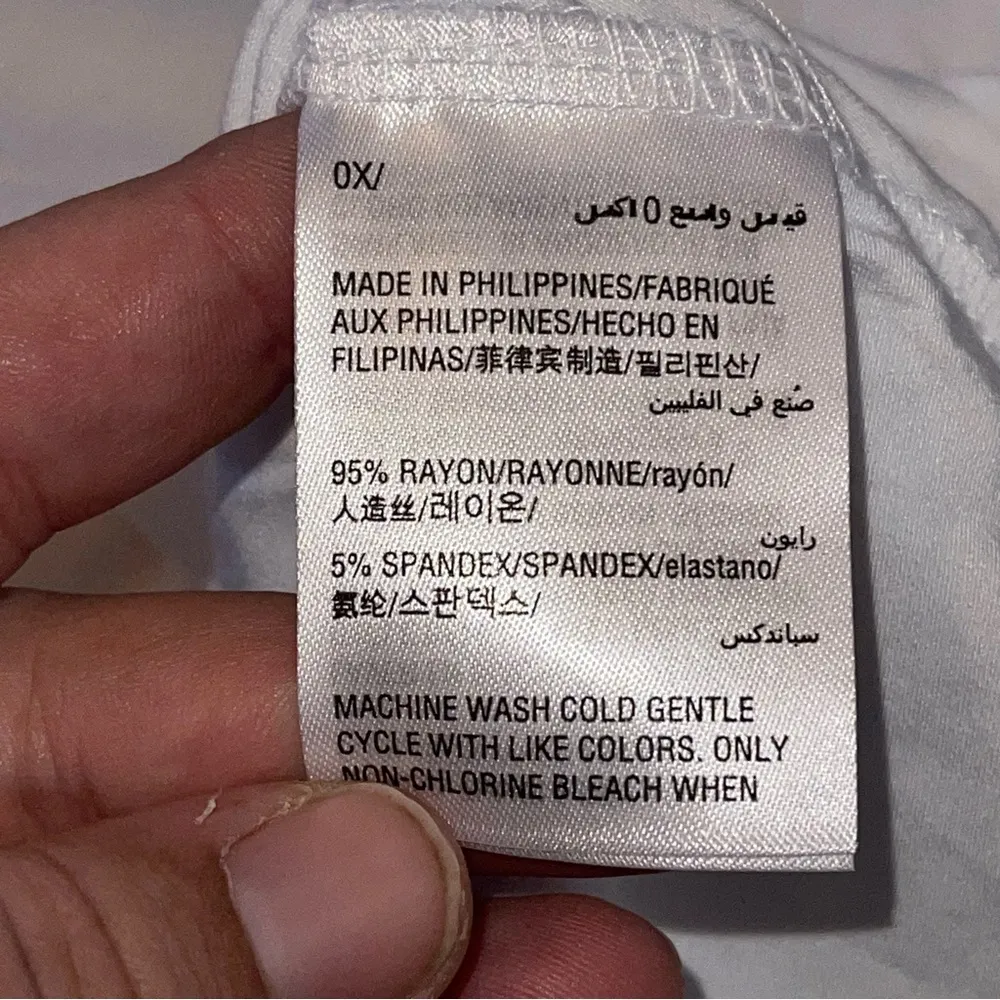 0X/
قياس واسع 0 اكس
MADE IN PHILIPPINES/FABRIQUÉ
AUX PHILIPPINES/HECHO EN
FILIPINAS/菲律宾制造/필리핀산/
صُنع في الفليبين
95% RAYON/RAYONNE/rayón/
人造丝/레이온/
رايون
5% SPANDEX/SPANDEX/elastano/
氨纶/스판덱스/
سباندكس
MACHINE WASH COLD GENTLE
CYCLE WITH LIKE COLORS. ONLY
NON-CHLORINE BLEACH WHEN